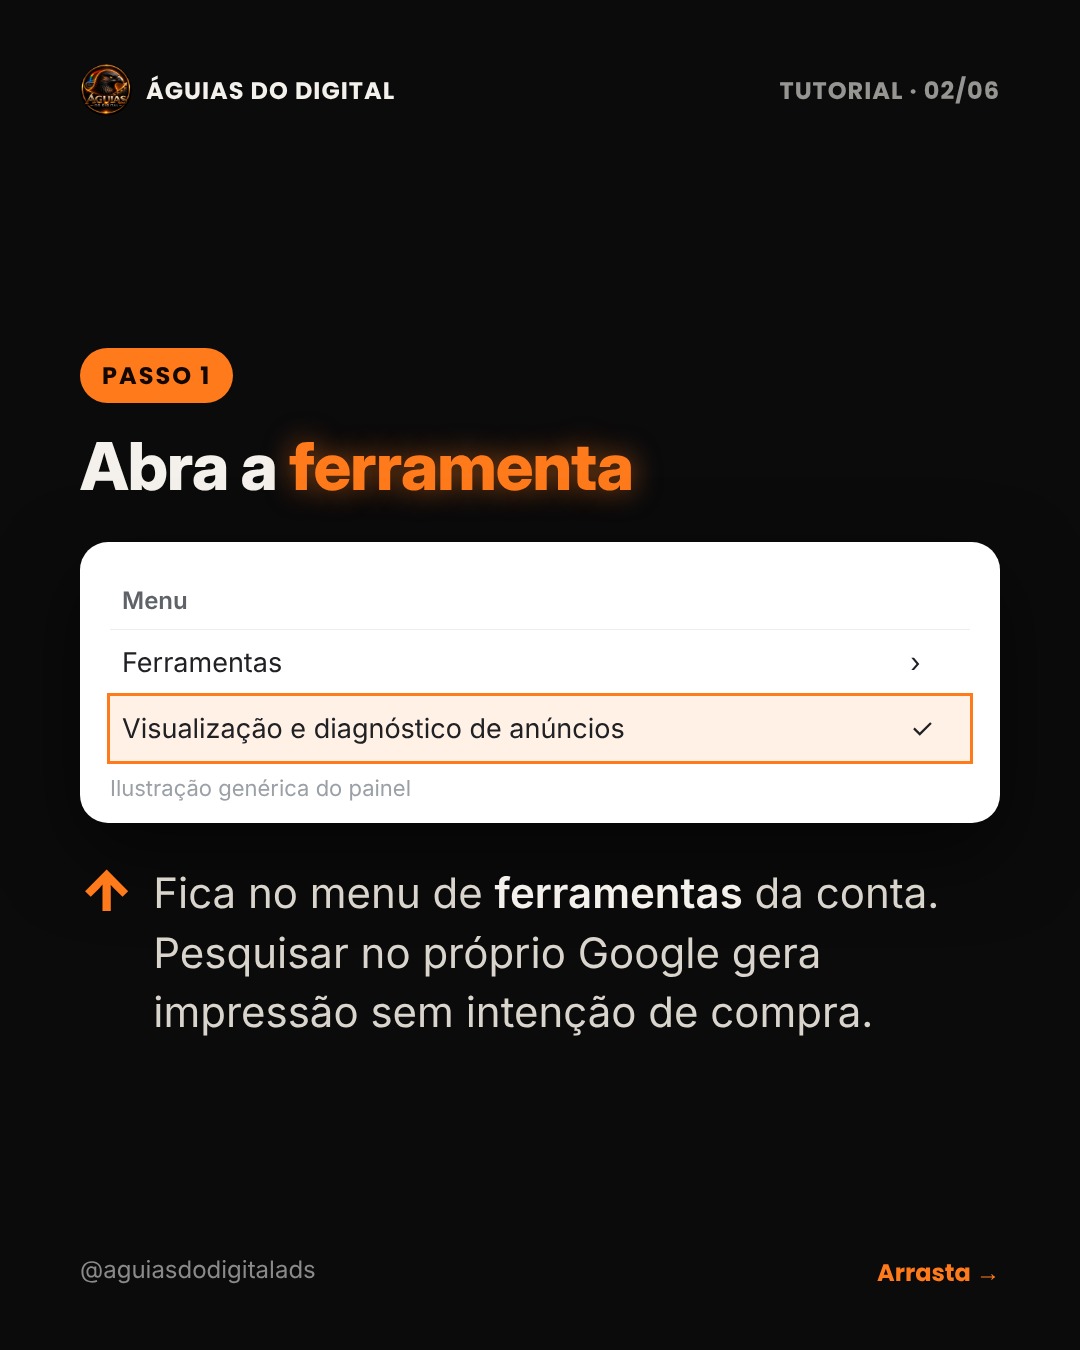 ÁGUIAS
ÁGUIAS DO DIGITAL
TUTORIAL · 02/06
PASSO 1
Abra a ferramenta
Menu
Ferramentas ›
Visualização e diagnóstico de anúncios ✓
Ilustração genérica do painel
↑ Fica no menu de ferramentas da conta.
Pesquisar no próprio Google gera
impressão sem intenção de compra.
@aguiasdodigitalads
Arrasta →